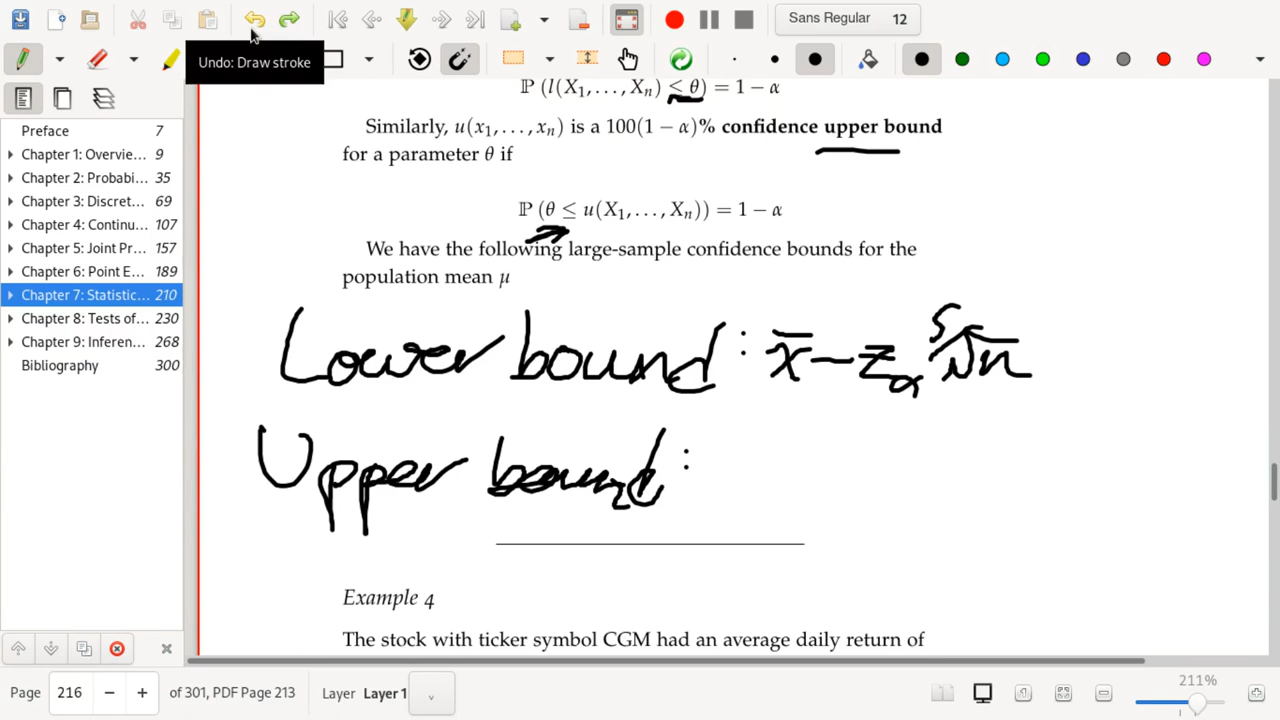 Sans Regular 12
Undo: Draw stroke
Preface 7
Chapter 1: Overvie... 9
Chapter 2: Probabi... 35
Chapter 3: Discret... 69
Chapter 4: Continu... 107
Chapter 5: Joint Pr... 157
Chapter 6: Point E... 189
Chapter 7: Statistic... 210
Chapter 8: Tests of... 230
Chapter 9: Inferen... 268
Bibliography 300
ℙ (l(X₁, . . . , Xₙ) ≤ θ) = 1 − α
Similarly, u(x₁, . . . , xₙ) is a 100(1 − α)% confidence upper bound
for a parameter θ if
ℙ (θ ≤ u(X₁, . . . , Xₙ)) = 1 − α
We have the following large-sample confidence bounds for the
population mean μ
Lower bound: x̄ − z_α s/√n
Upper bound:
Example 4
The stock with ticker symbol CGM had an average daily return of
Page 216 of 301, PDF Page 213 Layer Layer 1 211%